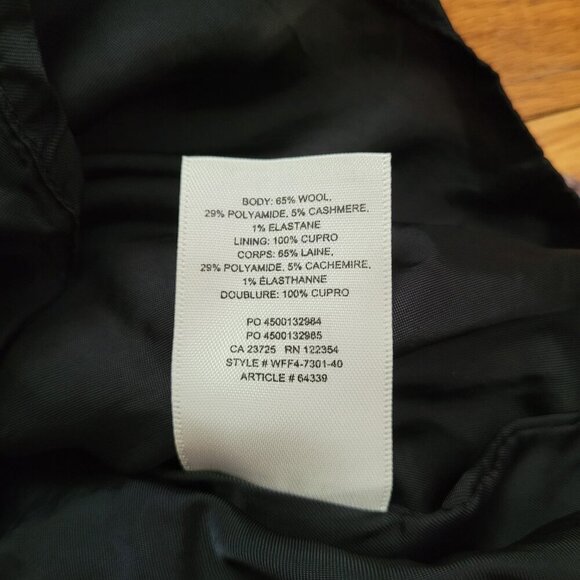 BODY: 65% WOOL,
29% POLYAMIDE, 5% CASHMERE,
1% ELASTANE
LINING: 100% CUPRO
CORPS: 65% LAINE,
29% POLYAMIDE, 5% CACHEMIRE,
1% ÉLASTHANNE
DOUBLURE: 100% CUPRO
PO 4500132984
PO 4500132985
CA 23725 RN 122354
STYLE # WFF4-7301-40
ARTICLE # 64339